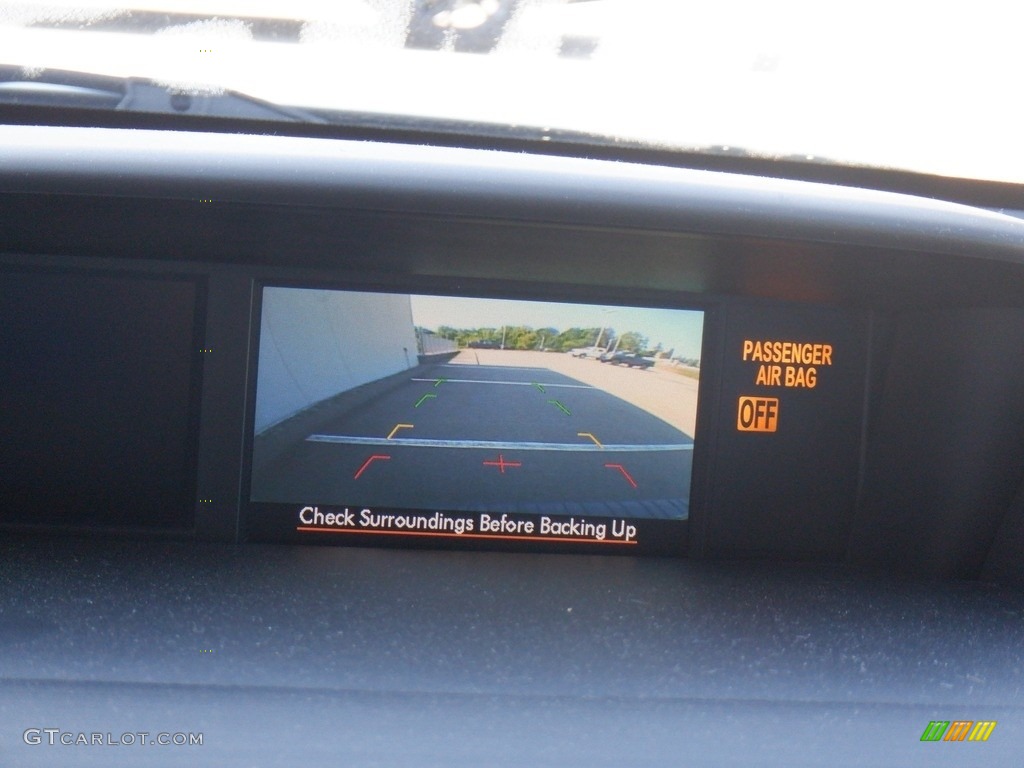 PASSENGER
AIR BAG
OFF
Check Surroundings Before Backing Up
GTCARLOT.COM